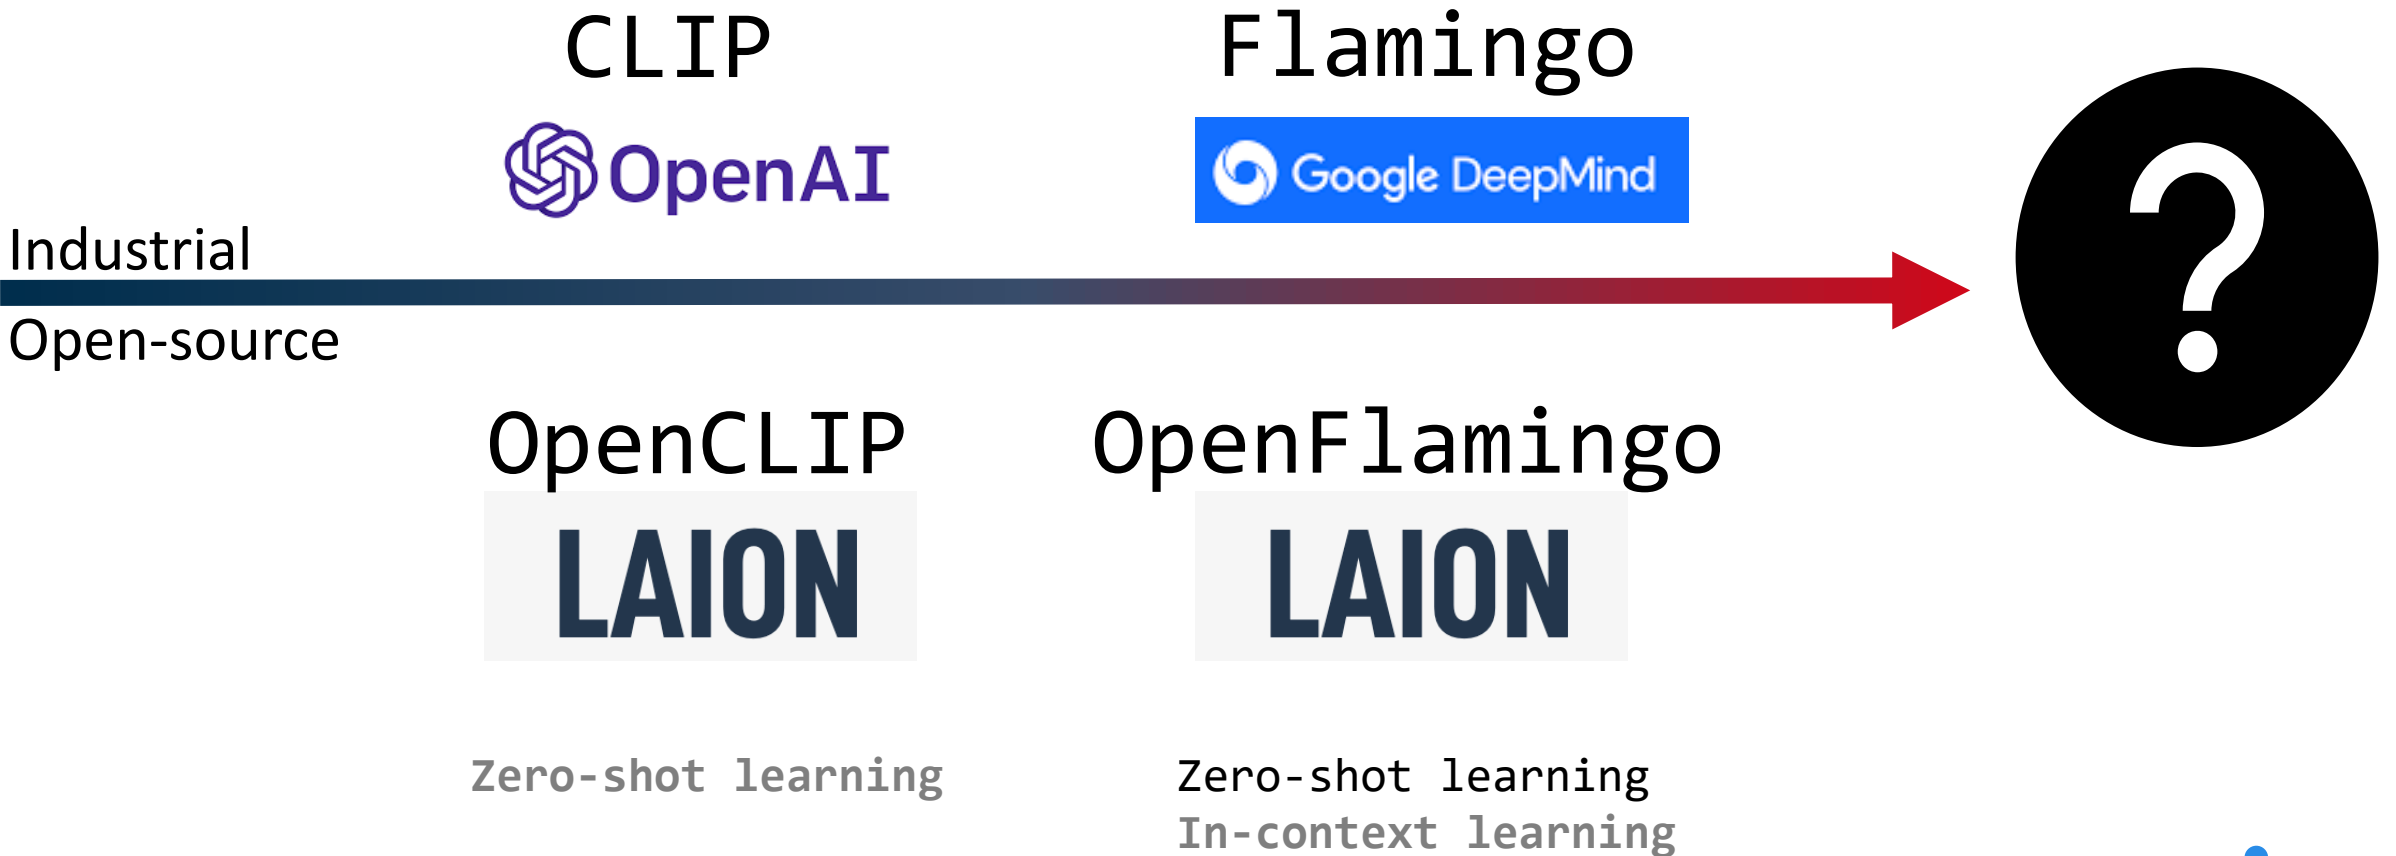 CLIP
Flamingo
OpenAI
Google DeepMind
?
Industrial
Open-source
OpenCLIP
OpenFlamingo
LAION
LAION
Zero-shot learning
Zero-shot learning
In-context learning